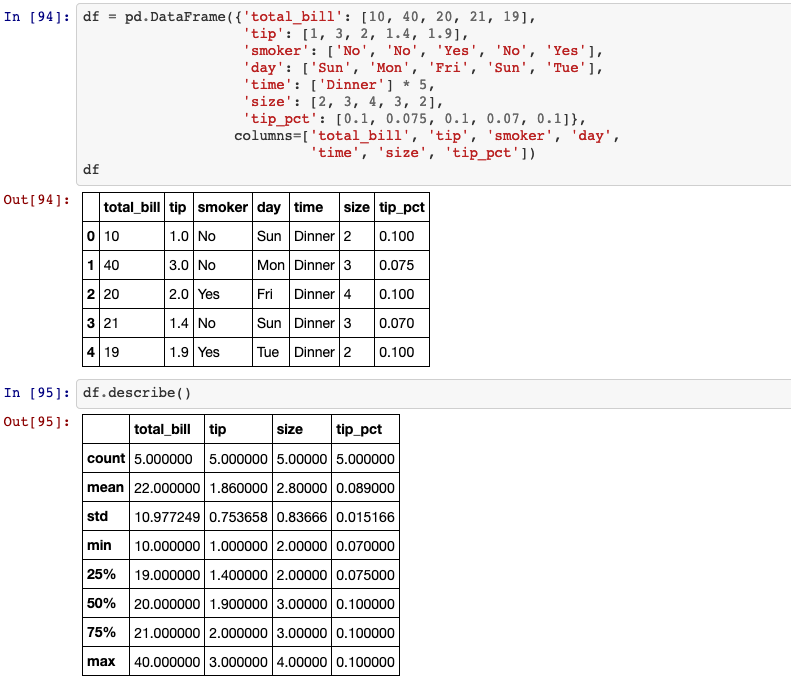 In [94]: df = pd.DataFrame({'total_bill': [10, 40, 20, 21, 19],
'tip': [1, 3, 2, 1.4, 1.9],
'smoker': ['No', 'No', 'Yes', 'No', 'Yes'],
'day': ['Sun', 'Mon', 'Fri', 'Sun', 'Tue'],
'time': ['Dinner'] * 5,
'size': [2, 3, 4, 3, 2],
'tip_pct': [0.1, 0.075, 0.1, 0.07, 0.1]},
columns=['total_bill', 'tip', 'smoker', 'day',
'time', 'size', 'tip_pct'])
df
Out[94]:
total_bill tip smoker day time size tip_pct
0 10 1.0 No Sun Dinner 2 0.100
1 40 3.0 No Mon Dinner 3 0.075
2 20 2.0 Yes Fri Dinner 4 0.100
3 21 1.4 No Sun Dinner 3 0.070
4 19 1.9 Yes Tue Dinner 2 0.100
In [95]: df.describe()
Out[95]:
total_bill tip size tip_pct
count 5.000000 5.000000 5.00000 5.000000
mean 22.000000 1.860000 2.80000 0.089000
std 10.977249 0.753658 0.83666 0.015166
min 10.000000 1.000000 2.00000 0.070000
25% 19.000000 1.400000 2.00000 0.075000
50% 20.000000 1.900000 3.00000 0.100000
75% 21.000000 2.000000 3.00000 0.100000
max 40.000000 3.000000 4.00000 0.100000